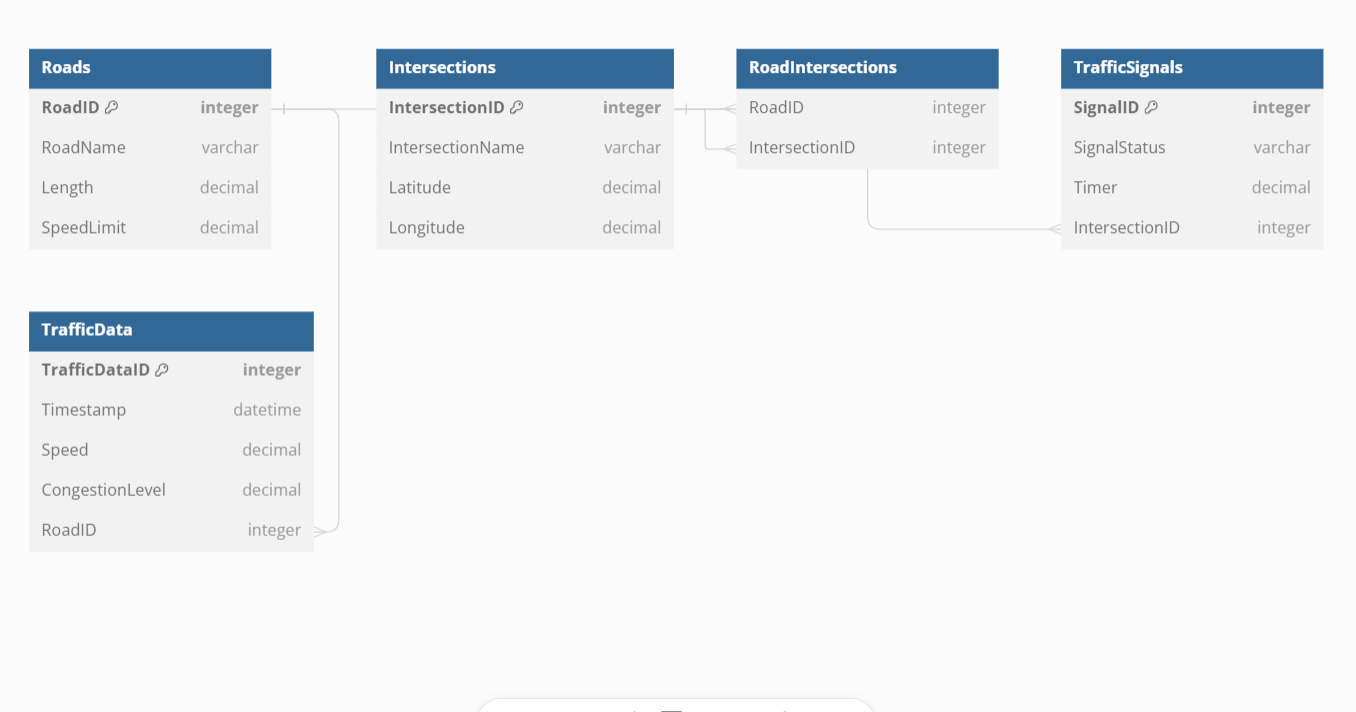 Roads
RoadID integer
RoadName varchar
Length decimal
SpeedLimit decimal
Intersections
IntersectionID integer
IntersectionName varchar
Latitude decimal
Longitude decimal
RoadIntersections
RoadID integer
IntersectionID integer
TrafficSignals
SignalID integer
SignalStatus varchar
Timer decimal
IntersectionID integer
TrafficData
TrafficDataID integer
Timestamp datetime
Speed decimal
CongestionLevel decimal
RoadID integer